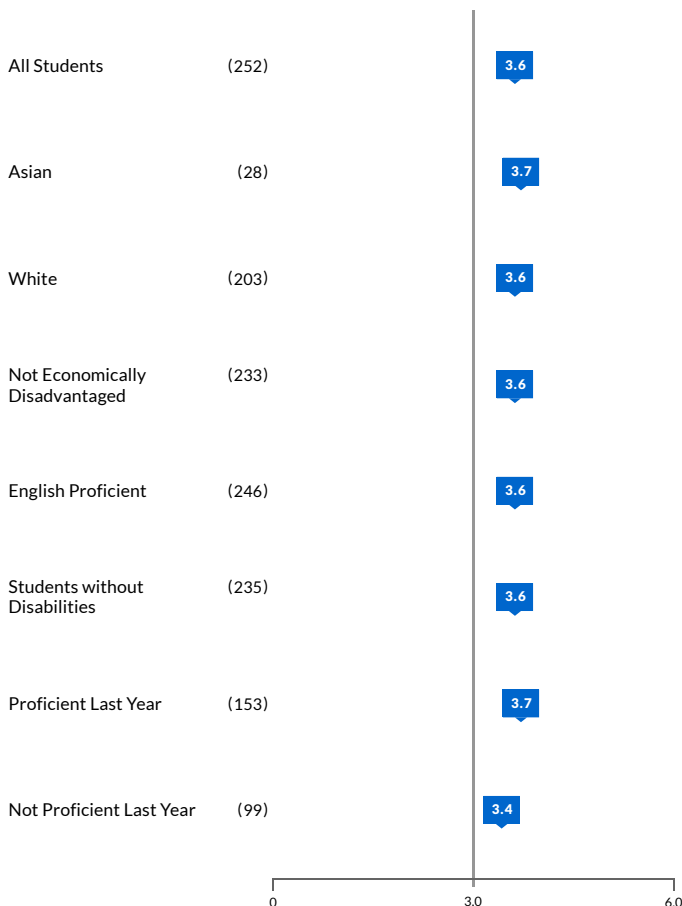 All Students (252) 3.6
Asian (28) 3.7
White (203) 3.6
Not Economically (233) 3.6
Disadvantaged
English Proficient (246) 3.6
Students without (235) 3.6
Disabilities
Proficient Last Year (153) 3.7
Not Proficient Last Year (99) 3.4
0 3.0 6.0